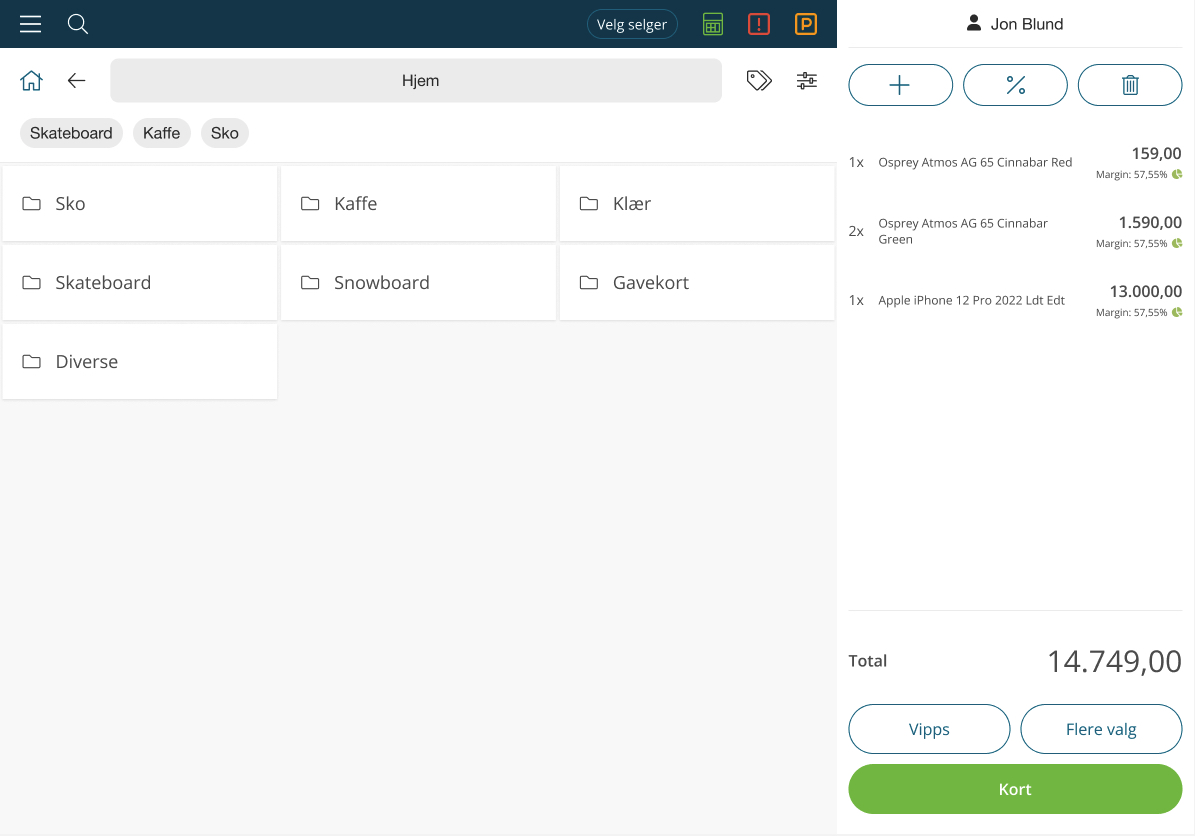 Velg selger
P
Jon Blund
Hjem
Skateboard Kaffe Sko
Sko Kaffe Klær
Skateboard Snowboard Gavekort
Diverse
1x Osprey Atmos AG 65 Cinnabar Red 159,00
Margin: 57,55%
2x Osprey Atmos AG 65 Cinnabar Green 1.590,00
Margin: 57,55%
1x Apple iPhone 12 Pro 2022 Ldt Edt 13.000,00
Margin: 57,55%
Total 14.749,00
Vipps Flere valg
Kort